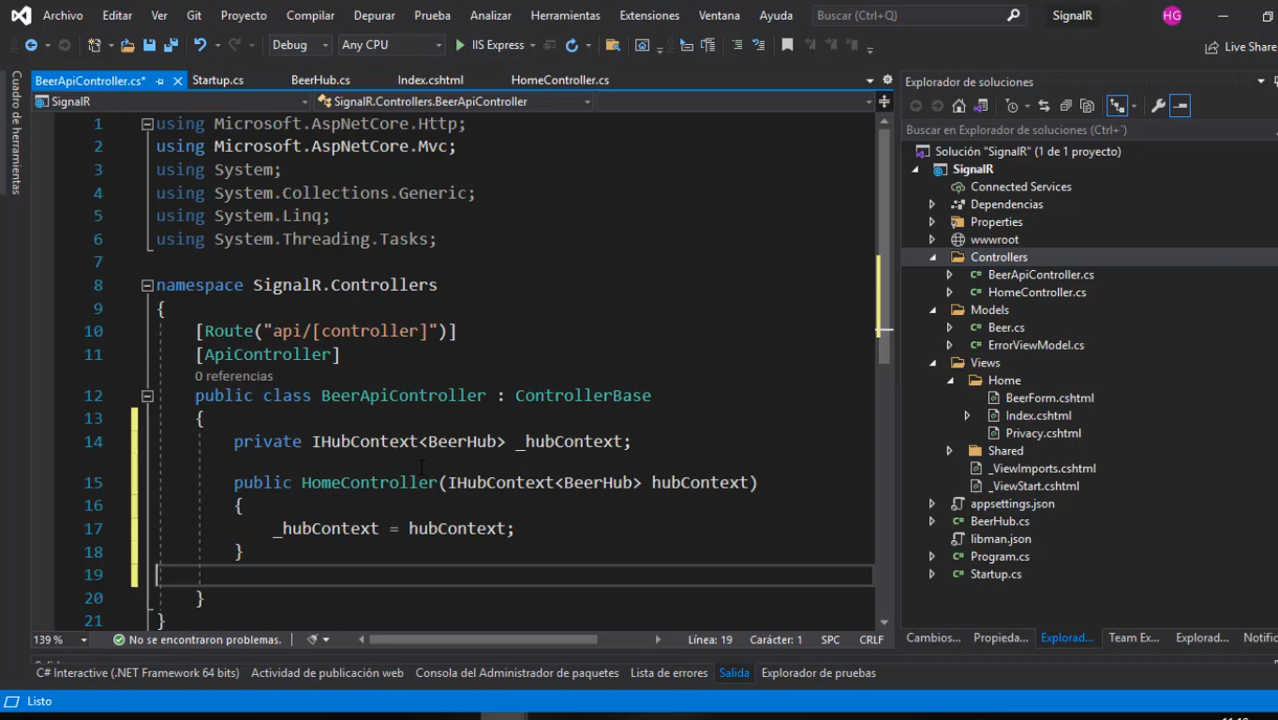 Archivo Editar Ver Git Proyecto Compilar Depurar Prueba Analizar Herramientas Extensiones Ventana Ayuda Buscar (Ctrl+Q) SignalR HG
Debug Any CPU IIS Express Live Share
Cuadro de herramientas
BeerApiController.cs* Startup.cs BeerHub.cs Index.cshtml HomeController.cs
SignalR SignalR.Controllers.BeerApiController
1 using Microsoft.AspNetCore.Http;
2 using Microsoft.AspNetCore.Mvc;
3 using System;
4 using System.Collections.Generic;
5 using System.Linq;
6 using System.Threading.Tasks;
7
8 namespace SignalR.Controllers
9 {
10 [Route("api/[controller]")]
11 [ApiController]
0 referencias
12 public class BeerApiController : ControllerBase
13 {
14 private IHubContext<BeerHub> _hubContext;
15 public HomeController(IHubContext<BeerHub> hubContext)
16 {
17 _hubContext = hubContext;
18 }
19
20 }
21 }
139 % No se encontraron problemas. Línea: 19 Carácter: 1 SPC CRLF
Explorador de soluciones
Buscar en Explorador de soluciones (Ctrl+´)
Solución "SignalR" (1 de 1 proyecto)
SignalR
Connected Services
Dependencias
Properties
wwwroot
Controllers
BeerApiController.cs
HomeController.cs
Models
Beer.cs
ErrorViewModel.cs
Views
Home
BeerForm.cshtml
Index.cshtml
Privacy.cshtml
Shared
_ViewImports.cshtml
_ViewStart.cshtml
appsettings.json
BeerHub.cs
libman.json
Program.cs
Startup.cs
Cambios... Propieda... Explorad... Team Ex... Explorad... Notific
C# Interactive (.NET Framework 64 bits) Actividad de publicación web Consola del Administrador de paquetes Lista de errores Salida Explorador de pruebas
Listo